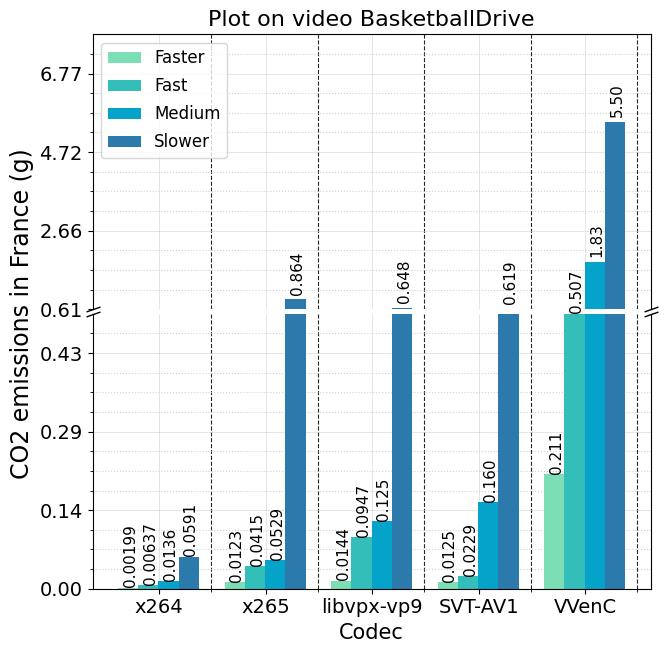 Plot on video BasketballDrive
Faster
Fast
Medium
Slower
CO2 emissions in France (g)
6.77
4.72
2.66
0.61
0.43
0.29
0.14
0.00
0.00199
0.00637
0.0136
0.0591
0.0123
0.0415
0.0529
0.864
0.0144
0.0947
0.125
0.648
0.0125
0.0229
0.160
0.619
0.211
0.507
1.83
5.50
x264
x265
libvpx-vp9
SVT-AV1
VVenC
Codec